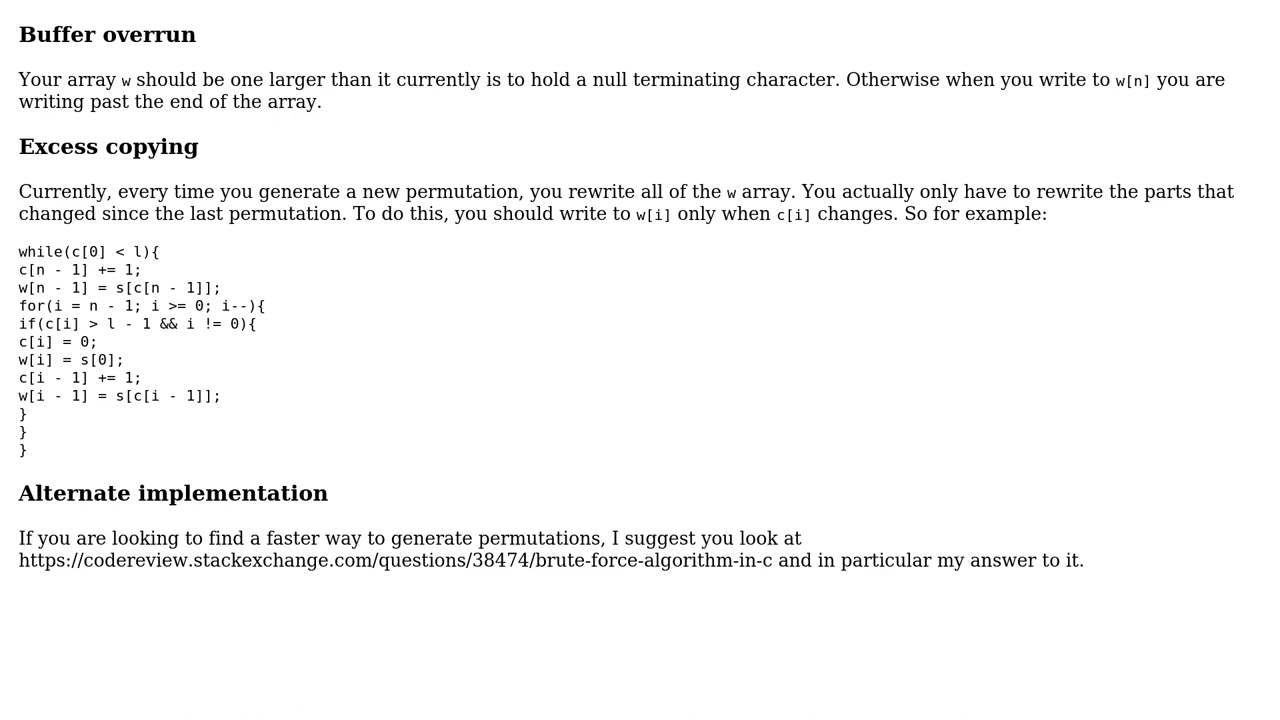 Buffer overrun
Your array w should be one larger than it currently is to hold a null terminating character. Otherwise when you write to w[n] you are
writing past the end of the array.
Excess copying
Currently, every time you generate a new permutation, you rewrite all of the w array. You actually only have to rewrite the parts that
changed since the last permutation. To do this, you should write to w[i] only when c[i] changes. So for example:
while(c[0] < l){
c[n - 1] += 1;
w[n - 1] = s[c[n - 1]];
for(i = n - 1; i >= 0; i--){
if(c[i] > l - 1 && i != 0){
c[i] = 0;
w[i] = s[0];
c[i - 1] += 1;
w[i - 1] = s[c[i - 1]];
}
}
}
Alternate implementation
If you are looking to find a faster way to generate permutations, I suggest you look at
https://codereview.stackexchange.com/questions/38474/brute-force-algorithm-in-c and in particular my answer to it.